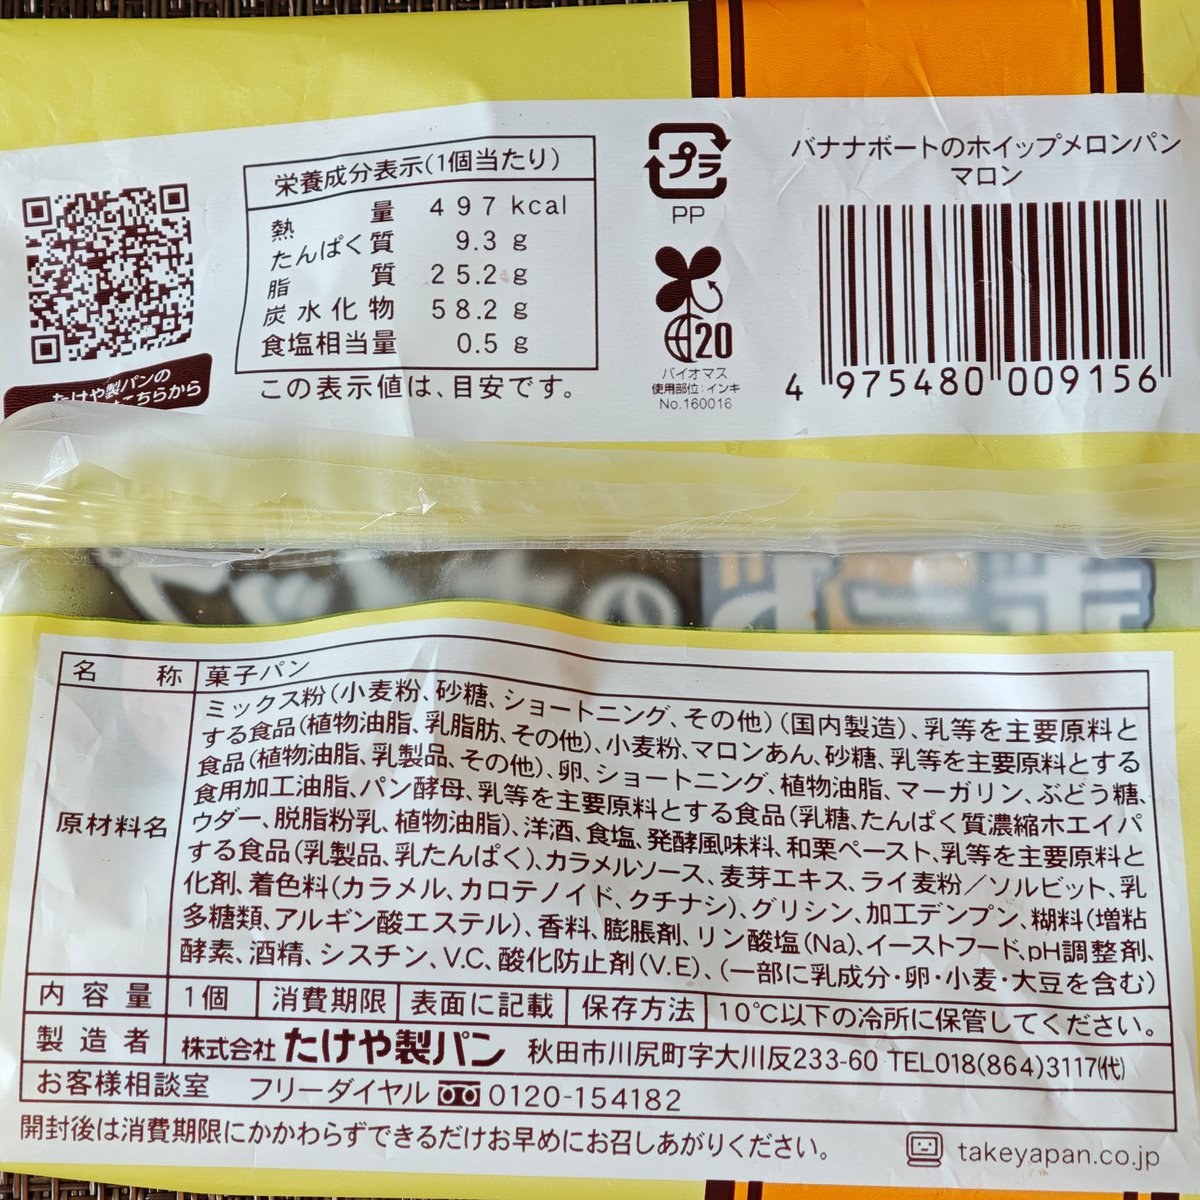 栄養成分表示(1個当たり)
熱量 497 kcal
たんぱく質 9.3 g
脂質 25.2 g
炭水化物 58.2 g
食塩相当量 0.5 g
この表示値は、目安です。
たけや製パンの
こちらから
プラ
PP
20
バイオマス
使用部位:インキ
No.160016
バナナボートのホイップメロンパン
マロン
4 975480 009156
名称 菓子パン
原材料名
ミックス粉(小麦粉、砂糖、ショートニング、その他)(国内製造)、乳等を主要原料と
する食品(植物油脂、乳脂肪、その他)、小麦粉、マロンあん、砂糖、乳等を主要原料とする
食品(植物油脂、乳製品、その他)、卵、ショートニング、植物油脂、マーガリン、ぶどう糖、
食用加工油脂、パン酵母、乳等を主要原料とする食品(乳糖、たんぱく質濃縮ホエイパ
ウダー、脱脂粉乳、植物油脂)、洋酒、食塩、発酵風味料、和栗ペースト、乳等を主要原料と
する食品(乳製品、乳たんぱく)、カラメルソース、麦芽エキス、ライ麦粉/ソルビット、乳
化剤、着色料(カラメル、カロテノイド、クチナシ)、グリシン、加工デンプン、糊料(増粘
多糖類、アルギン酸エステル)、香料、膨脹剤、リン酸塩(Na)、イーストフード、pH調整剤、
酵素、酒精、シスチン、V.C、酸化防止剤(V.E)、(一部に乳成分・卵・小麦・大豆を含む)
内容量 1個 消費期限 表面に記載 保存方法 10℃以下の冷所に保管してください。
製造者 株式会社 たけや製パン 秋田市川尻町字大川反233-60 TEL018(864)3117(代)
お客様相談室 フリーダイヤル 0120-154182
開封後は消費期限にかかわらずできるだけお早めにお召しあがりください。
takeyapan.co.jp